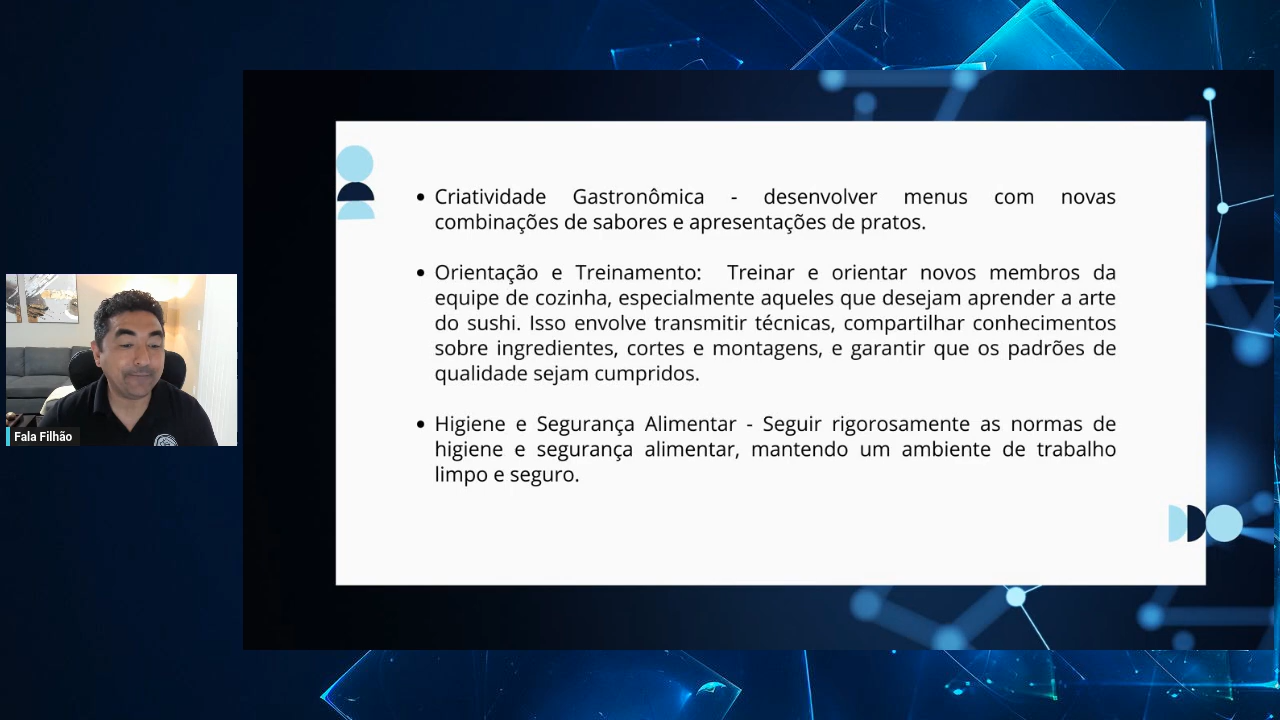 Criatividade Gastronômica - desenvolver menus com novas
combinações de sabores e apresentações de pratos.
Orientação e Treinamento: Treinar e orientar novos membros da
equipe de cozinha, especialmente aqueles que desejam aprender a arte
do sushi. Isso envolve transmitir técnicas, compartilhar conhecimentos
sobre ingredientes, cortes e montagens, e garantir que os padrões de
qualidade sejam cumpridos.
Higiene e Segurança Alimentar - Seguir rigorosamente as normas de
higiene e segurança alimentar, mantendo um ambiente de trabalho
limpo e seguro.
Fala Filhão